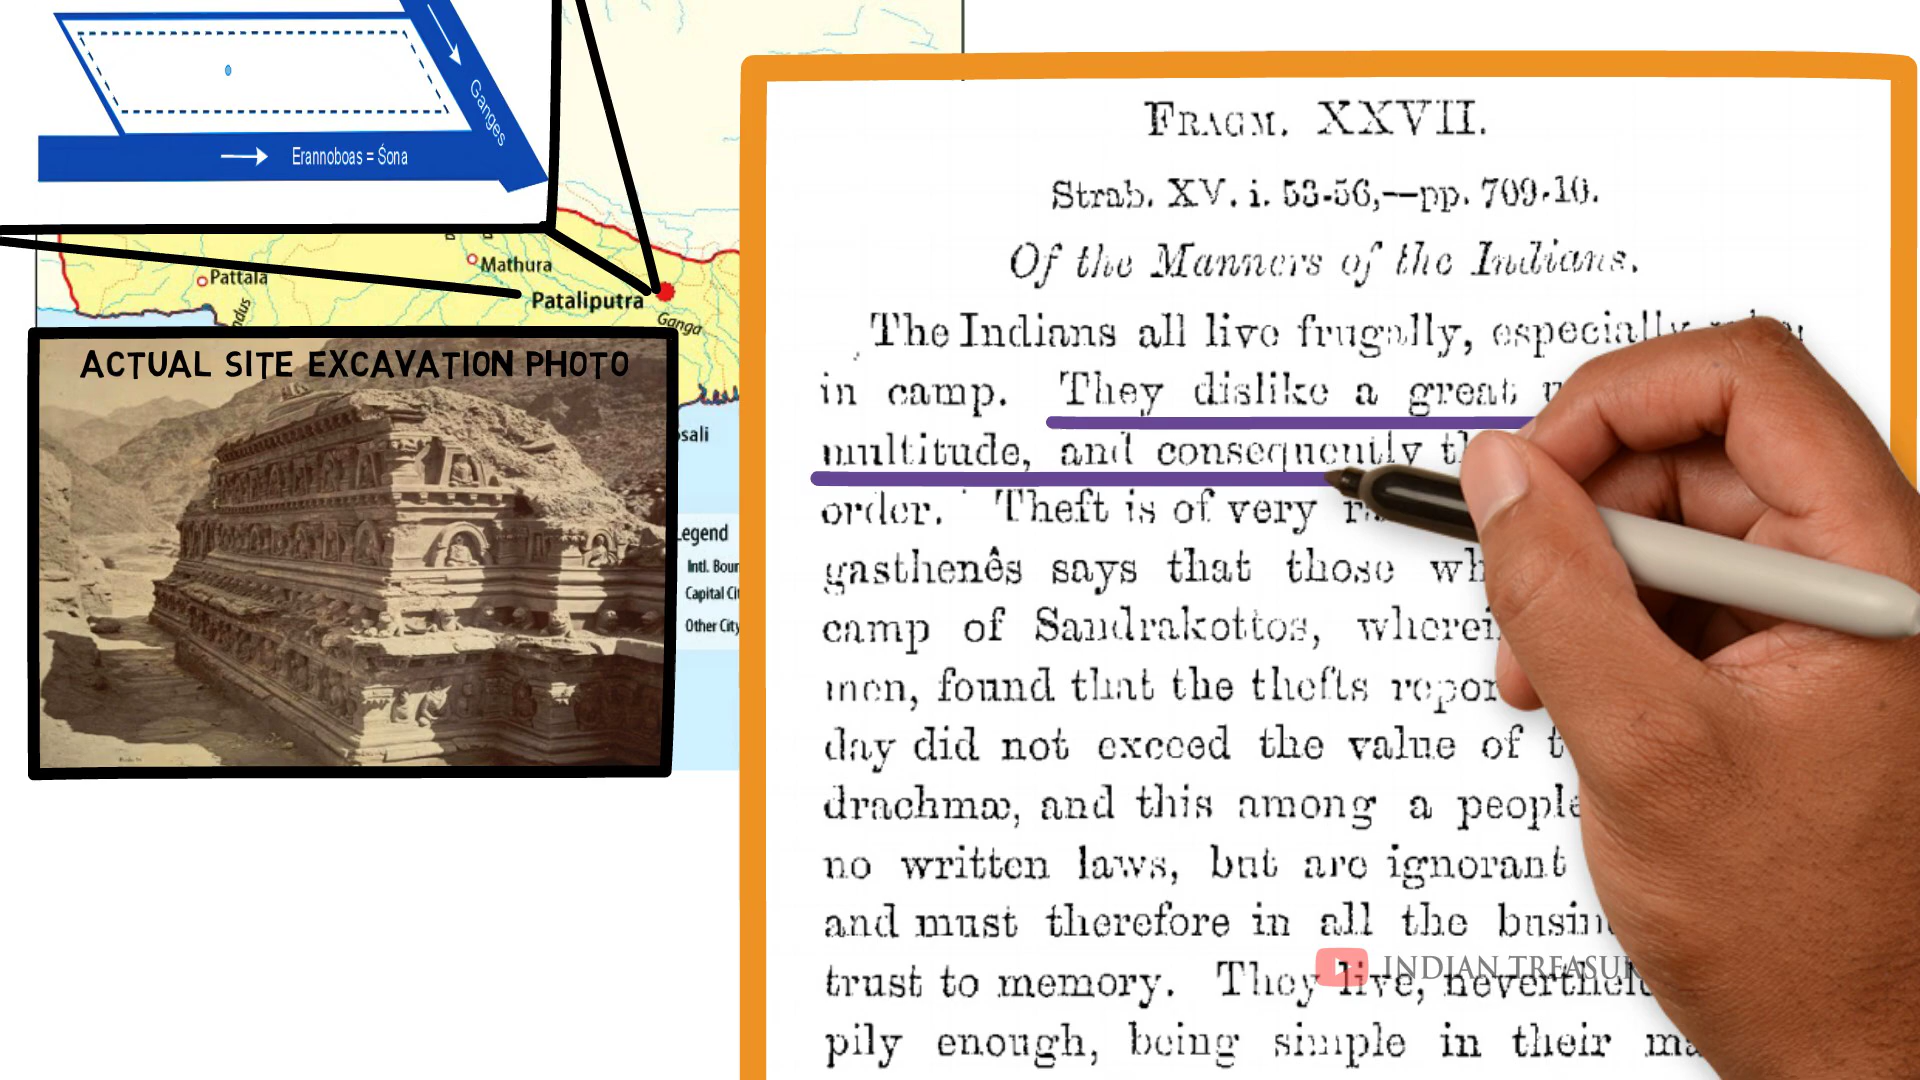 Ganges
Erannoboas = Śona
Mathura
Pattala
Pataliputra
Ganga
ndus
ACTUAL SITE EXCAVATION PHOTO
sali
Legend
Intl. Boun
Capital Cit
Other City
FRAGM. XXVII.
Strab. XV. i. 53-56,—pp. 709-10.
Of the Manners of the Indians.
The Indians all live frugally, especially
in camp. They dislike a great
multitude, and consequently th
order. Theft is of very
gasthenês says that those wh
camp of Sandrakottos, wherei
men, found that the thefts repor
day did not exceed the value of t
drachmæ, and this among a people
no written laws, but are ignorant
and must therefore in all the busin
trust to memory. They live, neverthele
INDIAN TREASUR
pily enough, being simple in their ma